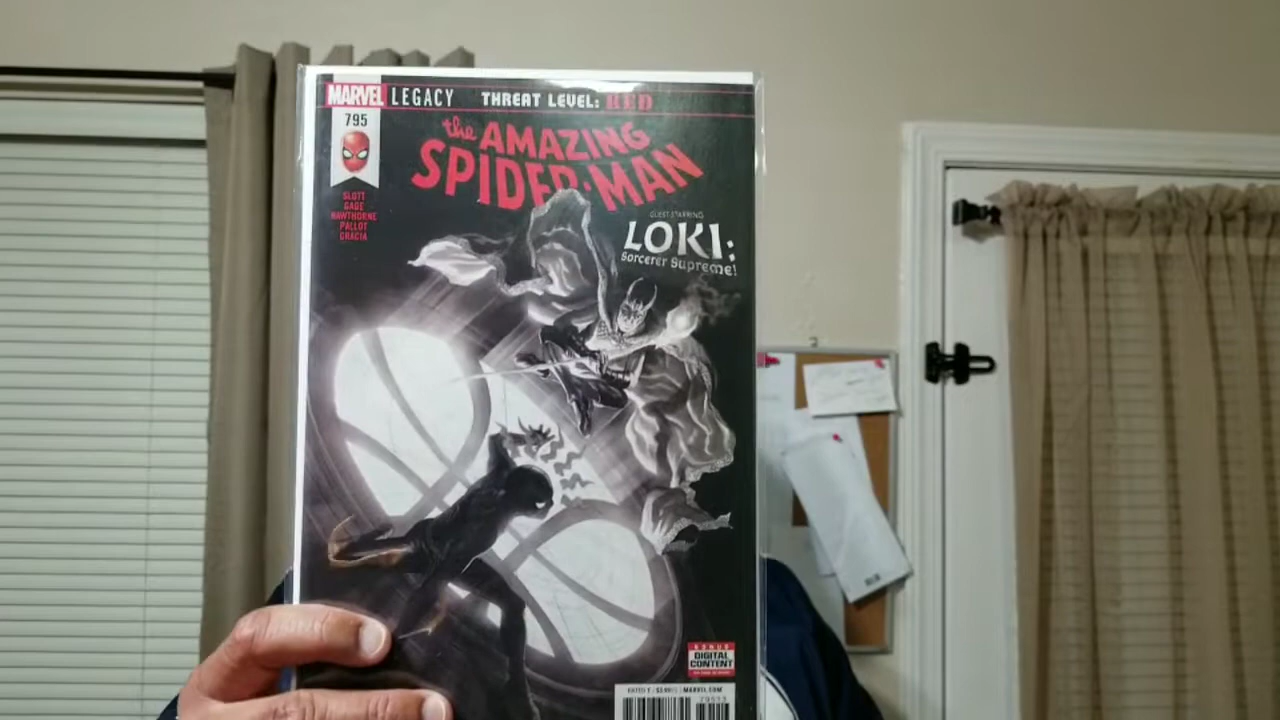 MARVEL LEGACY THREAT LEVEL: RED
795
the AMAZING
SPIDER-MAN
SLOTT
GAGE
HAWTHORNE
PALLOT
GRACIA
GUEST STARRING
LOKI:
Sorcerer Supreme!
BONUS
DIGITAL
CONTENT
RATED T MARVEL.COM